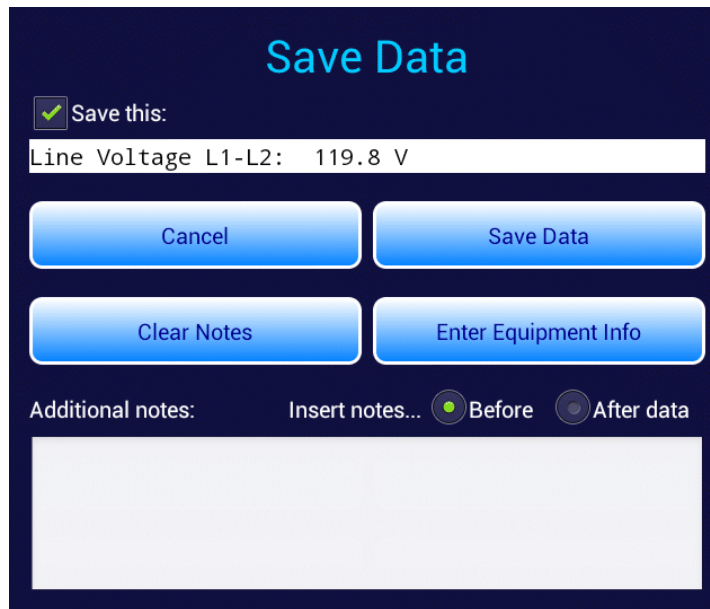 Save Data
Save this:
Line Voltage L1-L2:  119.8 V
Cancel Save Data
Clear Notes Enter Equipment Info
Additional notes: Insert notes... Before After data